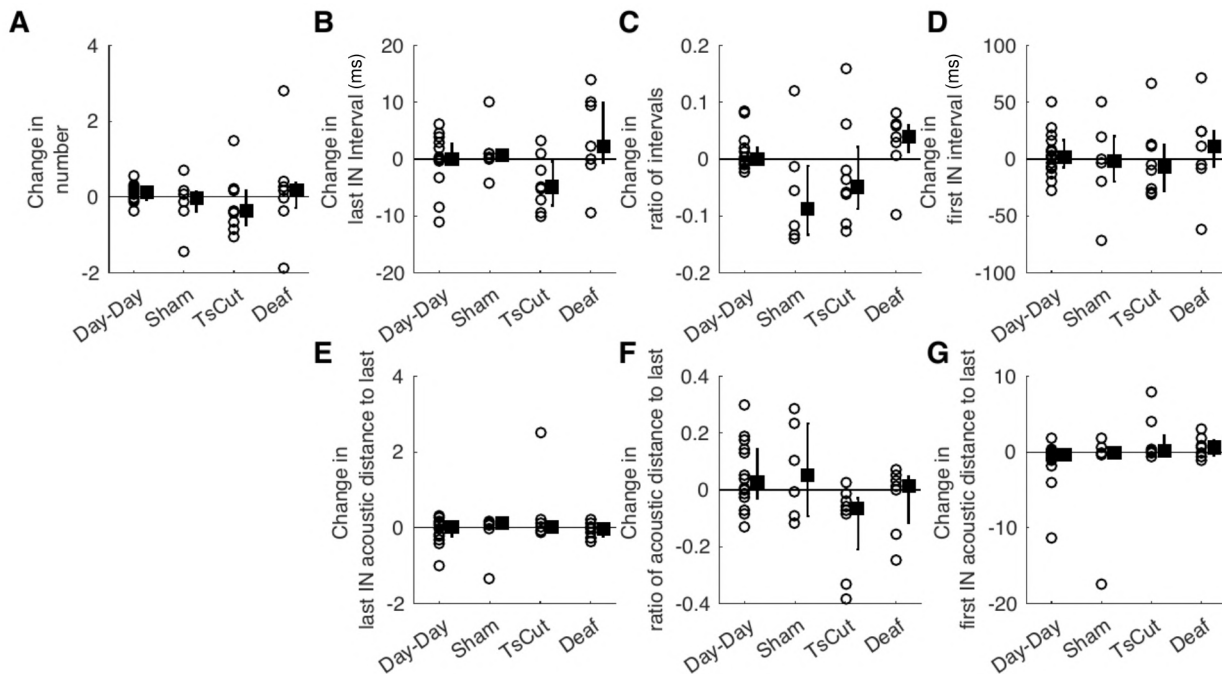 A
Change in
number
4
2
0
-2
Day-Day
Sham
TsCut
Deaf
B
Change in
last IN Interval (ms)
20
10
0
-10
-20
Day-Day
Sham
TsCut
Deaf
C
Change in
ratio of intervals
0.2
0.1
0
-0.1
-0.2
Day-Day
Sham
TsCut
Deaf
D
Change in
first IN Interval (ms)
100
50
0
-50
-100
Day-Day
Sham
TsCut
Deaf
E
Change in
last IN acoustic distance to last
4
2
0
-2
Day-Day
Sham
TsCut
Deaf
F
Change in
ratio of acoustic distance to last
0.4
0.2
0
-0.2
-0.4
Day-Day
Sham
TsCut
Deaf
G
Change in
first IN acoustic distance to last
10
0
-10
-20
Day-Day
Sham
TsCut
Deaf